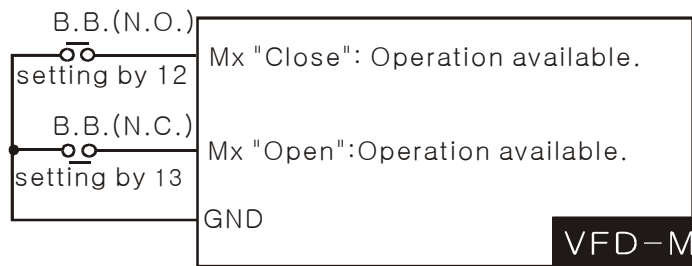 B.B.(N.O.)
Mx "Close": Operation available.
setting by 12
B.B.(N.C.)
Mx "Open":Operation available.
setting by 13
GND
VFD-M